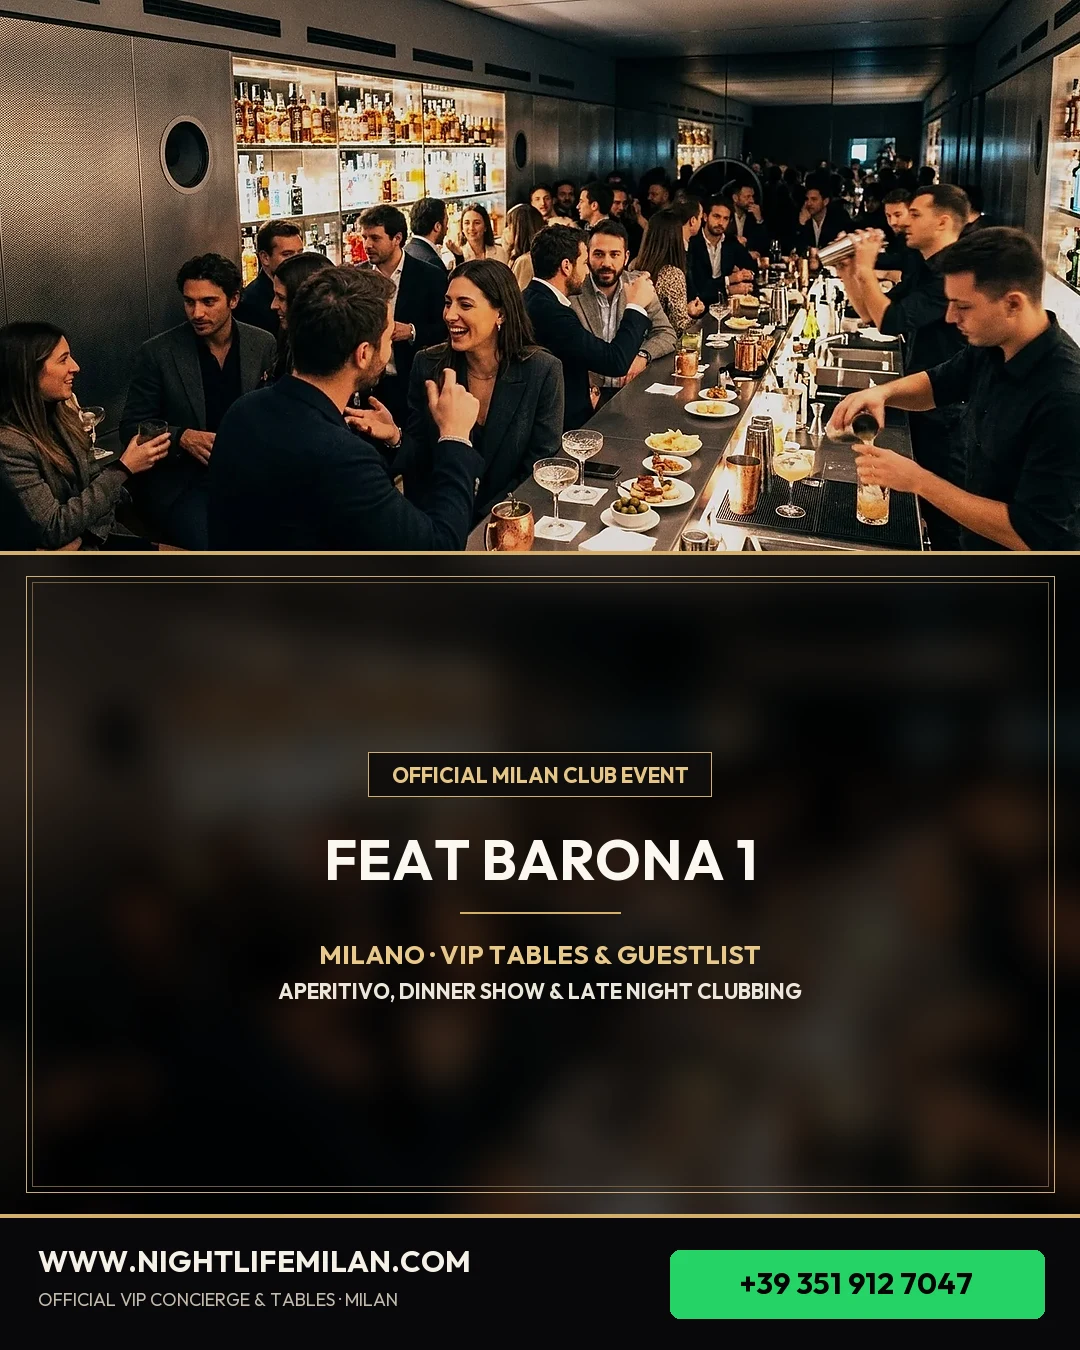 OFFICIAL MILAN CLUB EVENT
FEAT BARONA 1
MILANO · VIP TABLES & GUESTLIST
APERITIVO, DINNER SHOW & LATE NIGHT CLUBBING
WWW.NIGHTLIFEMILAN.COM
OFFICIAL VIP CONCIERGE & TABLES · MILAN
+39 351 912 7047